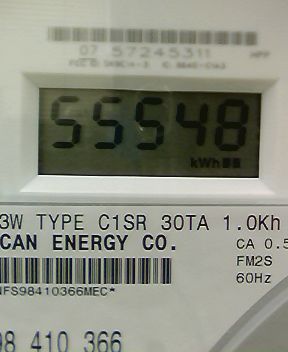 07 57245311
55548
kWh
3W TYPE C1SR 30TA 1.0Kh
CAN ENERGY CO.
CA 0.5
FM2S
60Hz
NFS98410366MEC*
98 410 366